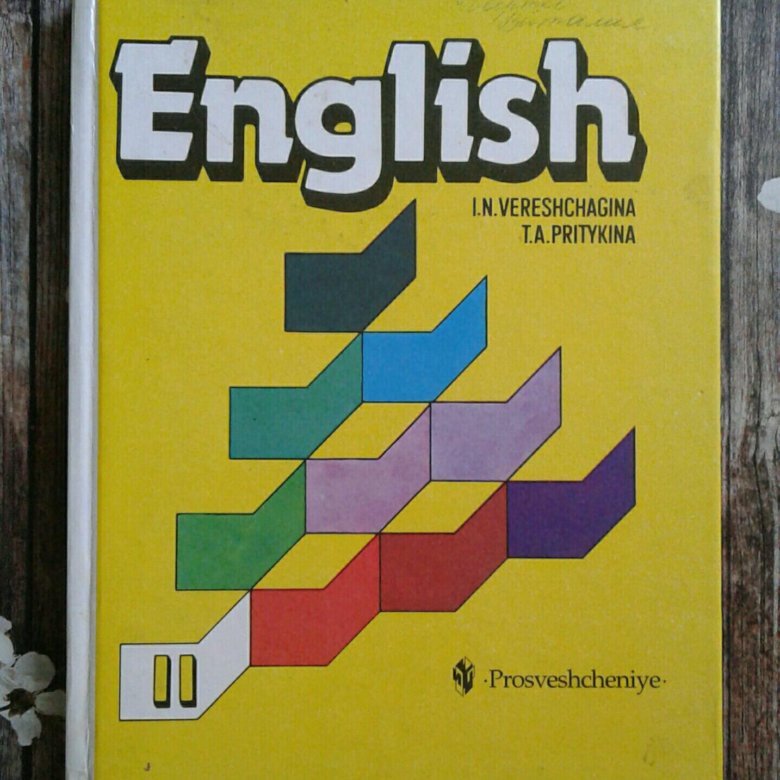 English
I.N.VERESHCHAGINA
T.A.PRITYKINA
II
·Prosveshcheniye·